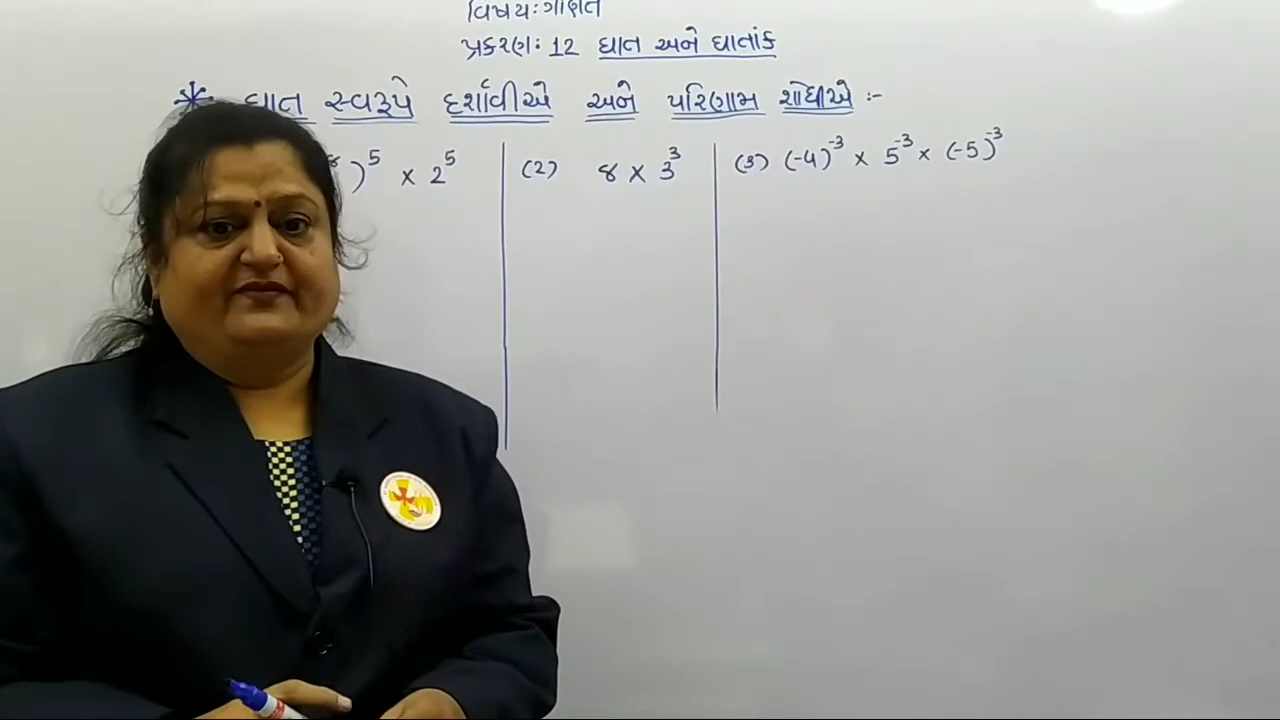 વિષય: ગણિત
પ્રકરણ: 12 ઘાત અને ઘાતાંક
* ઘાત સ્વરૂપે દર્શાવીએ અને પરિણામ શોધીએ :-
)⁵ × 2⁵ (2) 8 × 3³ (3) (-4)⁻³ × 5⁻³ × (-5)⁻³